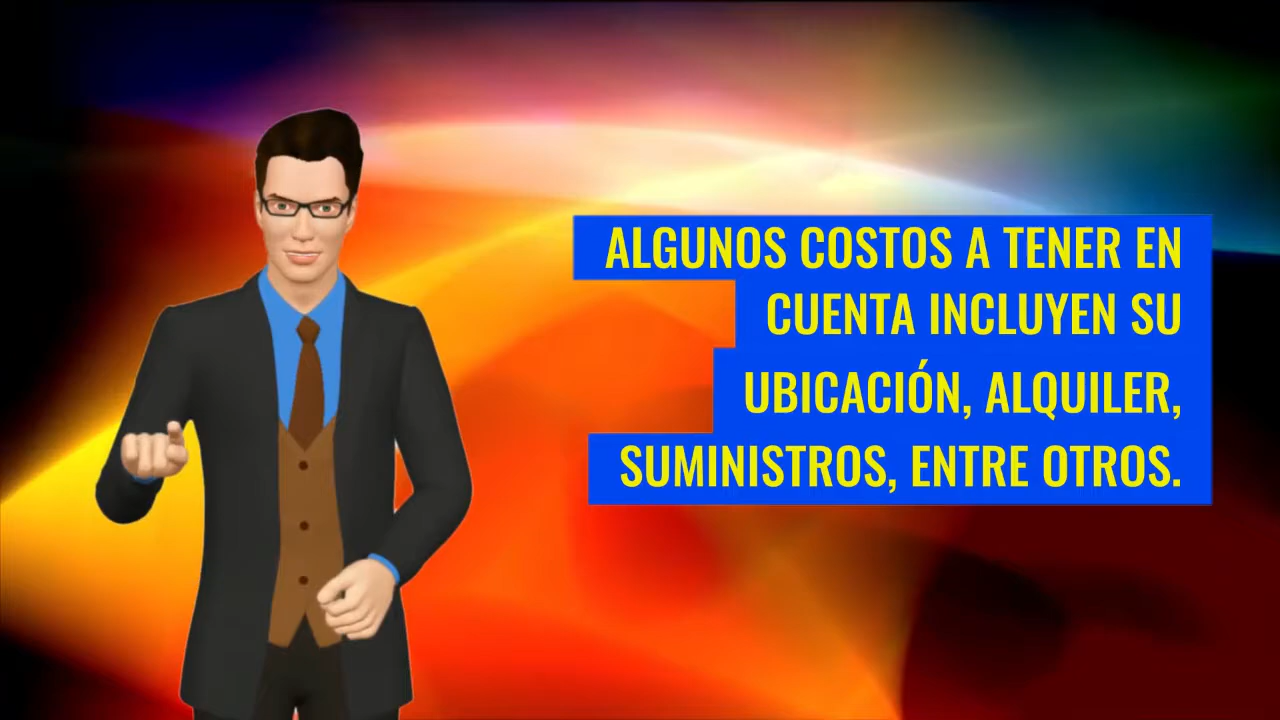 ALGUNOS COSTOS A TENER EN
CUENTA INCLUYEN SU
UBICACIÓN, ALQUILER,
SUMINISTROS, ENTRE OTROS.